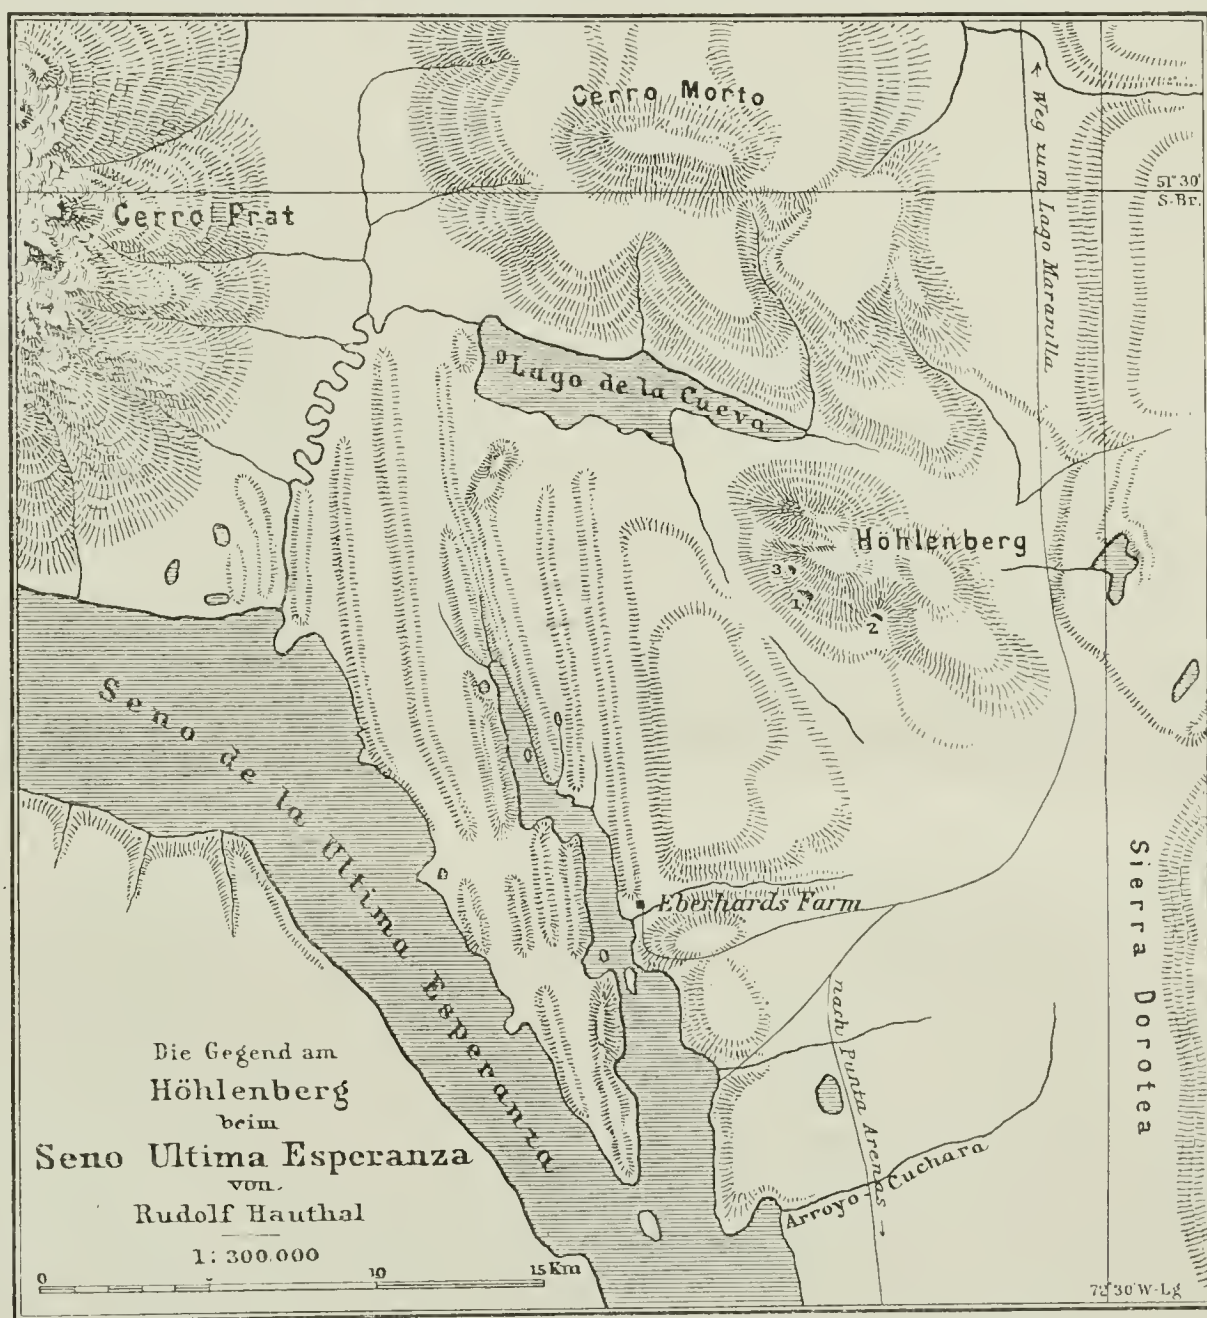 Cerro Morto
← Weg zum Lago Maranilla
51° 30'
S-Br.
Cerro Prat
Lago de la Cueva
Höhlenberg
3
1
2
Seno de la Ultima Esperanza
Eberhards Farm
Sierra Dorotea
nach Punta Arenas →
Arroyo-Cuchara
Die Gegend am
Höhlenberg
beim
Seno Ultima Esperanza
von
Rudolf Hauthal
1:300.000
0 5 10 15 Km
72°30'W-Lg